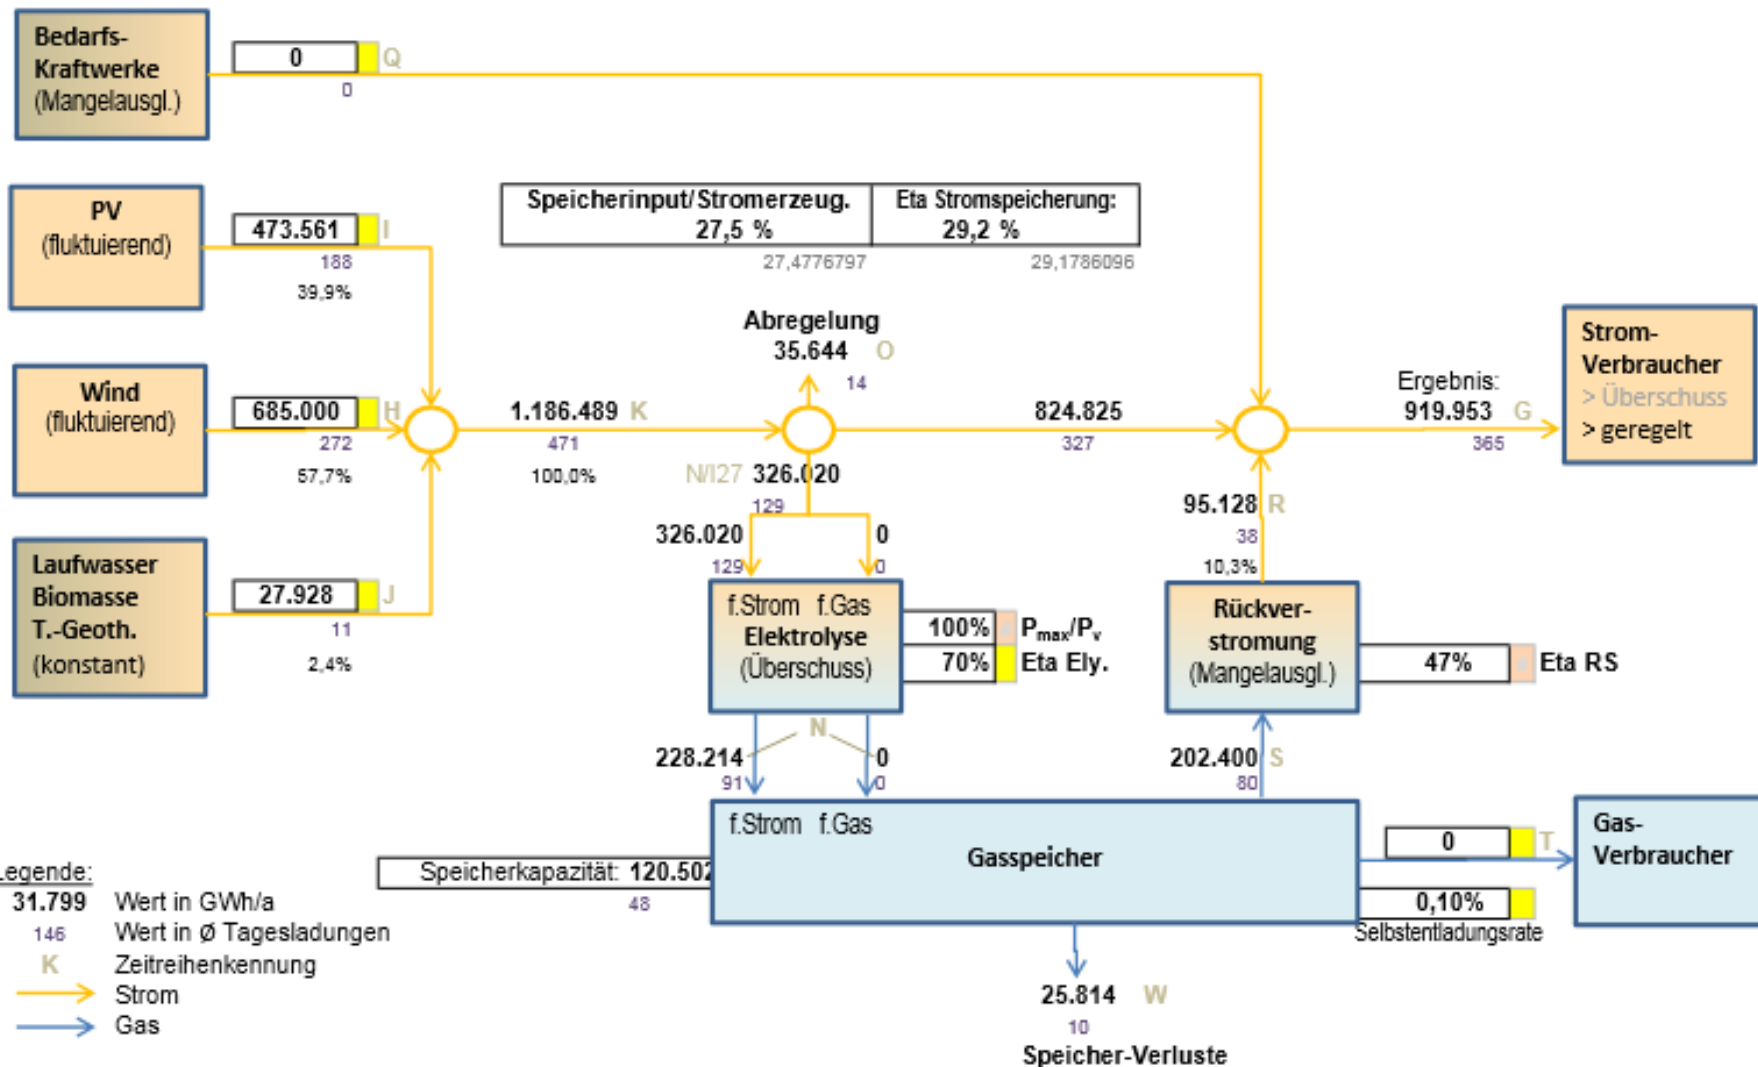 Bedarfs-
Kraftwerke
(Mangelausgl.)
0 Q
0
PV
(fluktuierend)
473.561 I
188
39,9%
Speicherinput/Stromerzeug.
27,5 %
27,4776797
Eta Stromspeicherung:
29,2 %
29,1786096
Wind
(fluktuierend)
685.000 H
272
57,7%
1.186.489 K
471
100,0%
Abregelung
35.644 O
14
824.825
327
Ergebnis:
919.953 G
365
Strom-
Verbraucher
> Überschuss
> geregelt
N/I27 326.020
129
326.020 0
129 0
95.128 R
38
10,3%
Laufwasser
Biomasse
T.-Geoth.
(konstant)
27.928 J
11
2,4%
f.Strom f.Gas
Elektrolyse
(Überschuss)
100% Pmax/Pv
70% Eta Ely.
Rückver-
stromung
(Mangelausgl.)
47% Eta RS
N
228.214 0
91 0
202.400 S
80
f.Strom f.Gas
Gasspeicher
Speicherkapazität: 120.502
48
0 T
0,10%
Selbstentladungsrate
Gas-
Verbraucher
25.814 W
10
Speicher-Verluste
Legende:
31.799 Wert in GWh/a
146 Wert in Ø Tagesladungen
K Zeitreihenkennung
Strom
Gas